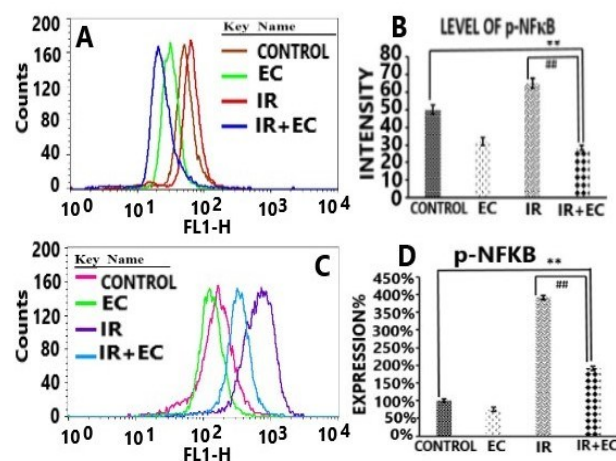 A
Key Name
CONTROL
EC
IR
IR+EC
Counts
200
160
120
80
40
0
10^0 10^1 10^2 10^3 10^4
FL1-H
B
LEVEL OF p-NFκB
**
##
INTENSITY
80
70
60
50
40
30
20
10
0
CONTROL EC IR IR+EC
C
Key Name
CONTROL
EC
IR
IR+EC
Counts
200
160
120
80
40
0
10^0 10^1 10^2 10^3 10^4
FL1-H
D
p-NFKB
**
##
EXPRESSION%
450%
400%
350%
300%
250%
200%
150%
100%
50%
0%
CONTROL EC IR IR+EC